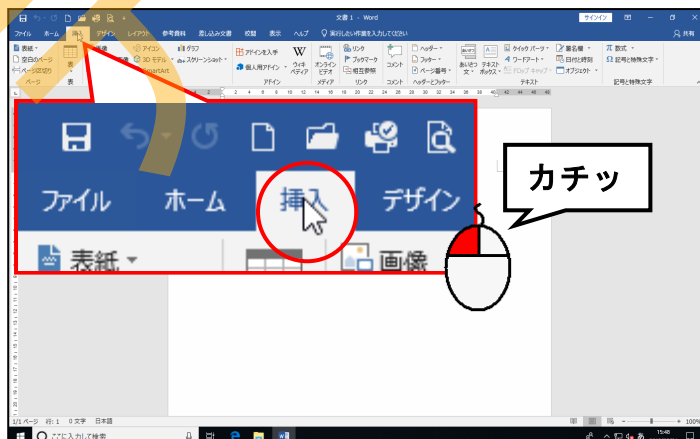 文書 1 - Word
サインイン
ファイル ホーム 挿入 デザイン レイアウト 参考資料 差し込み文書 校閲 表示 ヘルプ 実行したい作業を入力してください
共有
表紙
空白のページ
ページ区切り
ページ
表
表
画像
アイコン
3D モデル
SmartArt
グラフ
スクリーンショット
アドインを入手
個人用アドイン
アドイン
W
ウィキペディア
オンライン ビデオ
メディア
リンク
ブックマーク
相互参照
リンク
コメント
コメント
ヘッダー
フッター
ページ番号
ヘッダーとフッター
あいさつ文
テキスト ボックス
クイック パーツ
ワードアート
ドロップ キャップ
署名欄
日付と時刻
オブジェクト
テキスト
π 数式
Ω 記号と特殊文字
記号と特殊文字
ファイル ホーム 挿入 デザイン
表紙
画像
カチッ
1/1 ページ 行: 1 0 文字 日本語
100%
ここに入力して検索
あ
15:48